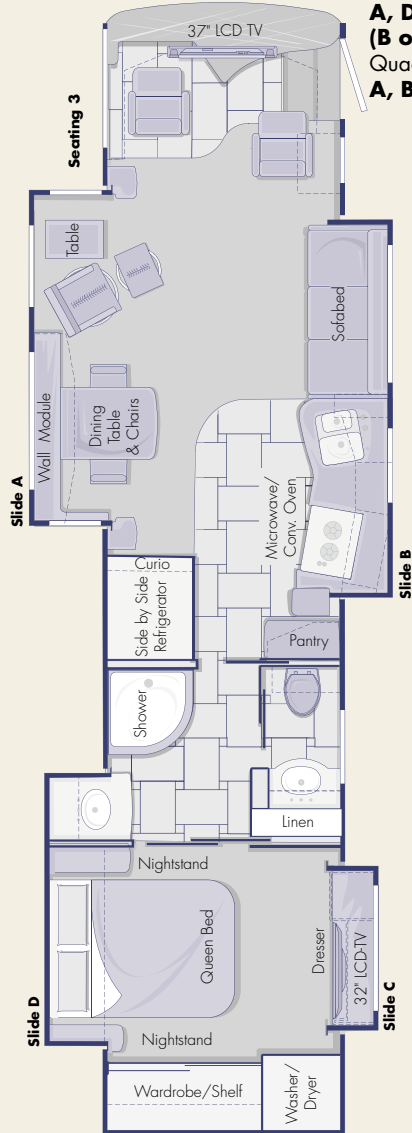 A, D
(B o
Quad
A, B
37" LCD TV
Seating 3
Table
Sofabed
Wall Module
Dining
Table
& Chairs
Slide A
Microwave/
Conv. Oven
Slide B
Curio
Side by Side
Refrigerator
Pantry
Shower
Linen
Nightstand
Queen Bed
Dresser
32" LCD-TV
Slide D
Slide C
Nightstand
Wardrobe/Shelf
Washer/
Dryer